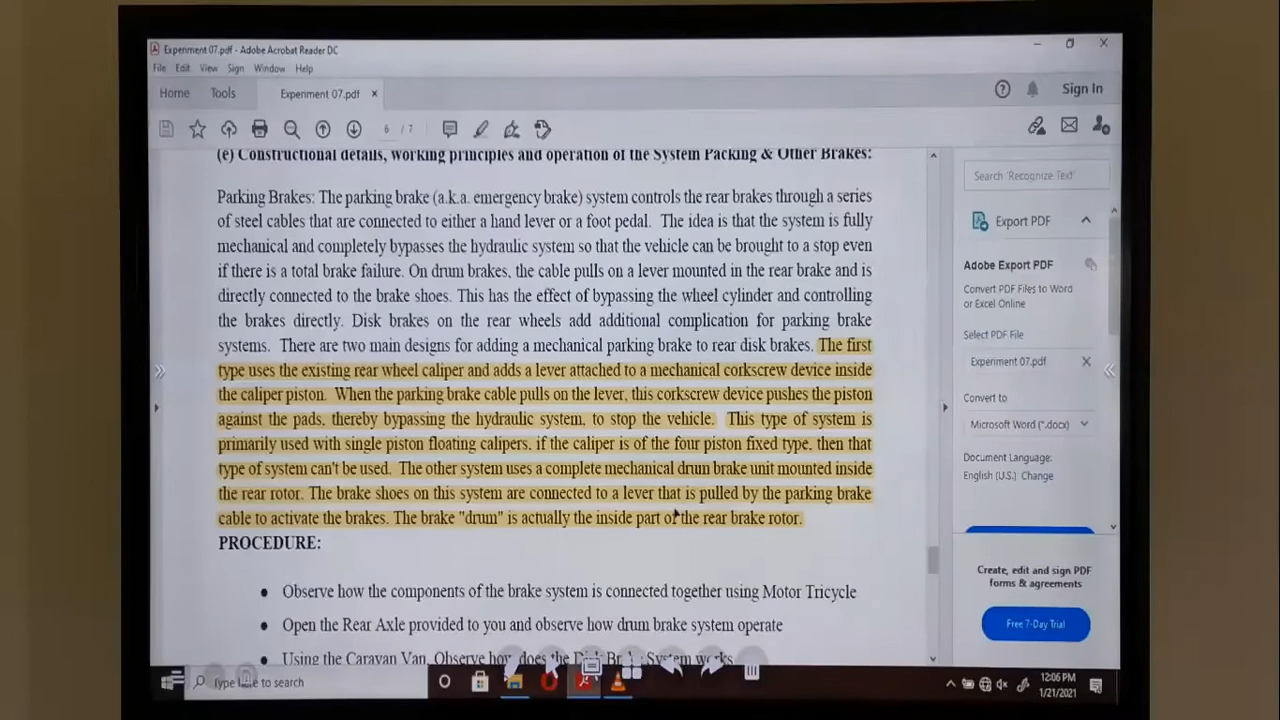 Experiment 07.pdf - Adobe Acrobat Reader DC
File Edit View Sign Window Help
Home Tools Experiment 07.pdf × Sign In
6 / 7
(e) Constructional details, working principles and operation of the System Packing & Other Brakes:
Parking Brakes: The parking brake (a.k.a. emergency brake) system controls the rear brakes through a series
of steel cables that are connected to either a hand lever or a foot pedal. The idea is that the system is fully
mechanical and completely bypasses the hydraulic system so that the vehicle can be brought to a stop even
if there is a total brake failure. On drum brakes, the cable pulls on a lever mounted in the rear brake and is
directly connected to the brake shoes. This has the effect of bypassing the wheel cylinder and controlling
the brakes directly. Disk brakes on the rear wheels add additional complication for parking brake
systems. There are two main designs for adding a mechanical parking brake to rear disk brakes. The first
type uses the existing rear wheel caliper and adds a lever attached to a mechanical corkscrew device inside
the caliper piston. When the parking brake cable pulls on the lever, this corkscrew device pushes the piston
against the pads, thereby bypassing the hydraulic system, to stop the vehicle. This type of system is
primarily used with single piston floating calipers, if the caliper is of the four piston fixed type, then that
type of system can't be used. The other system uses a complete mechanical drum brake unit mounted inside
the rear rotor. The brake shoes on this system are connected to a lever that is pulled by the parking brake
cable to activate the brakes. The brake "drum" is actually the inside part of the rear brake rotor.
PROCEDURE:
• Observe how the components of the brake system is connected together using Motor Tricycle
• Open the Rear Axle provided to you and observe how drum brake system operate
• Using the Caravan Van, Observe how does the Disk Brake System works
Search 'Recognize Text'
Export PDF
Adobe Export PDF
Convert PDF Files to Word
or Excel Online
Select PDF File
Experiment 07.pdf ×
Convert to
Microsoft Word (*.docx)
Document Language:
English (U.S.) Change
Create, edit and sign PDF
forms & agreements
Free 7-Day Trial
Type here to search
12:06 PM
1/21/2021